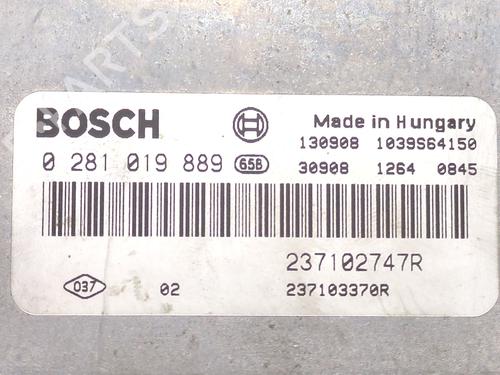 BOSCH
Made in Hungary
130908 1039S64150
0 281 019 889 658
30908 1264 0845
237102747R
037 02 237103370R